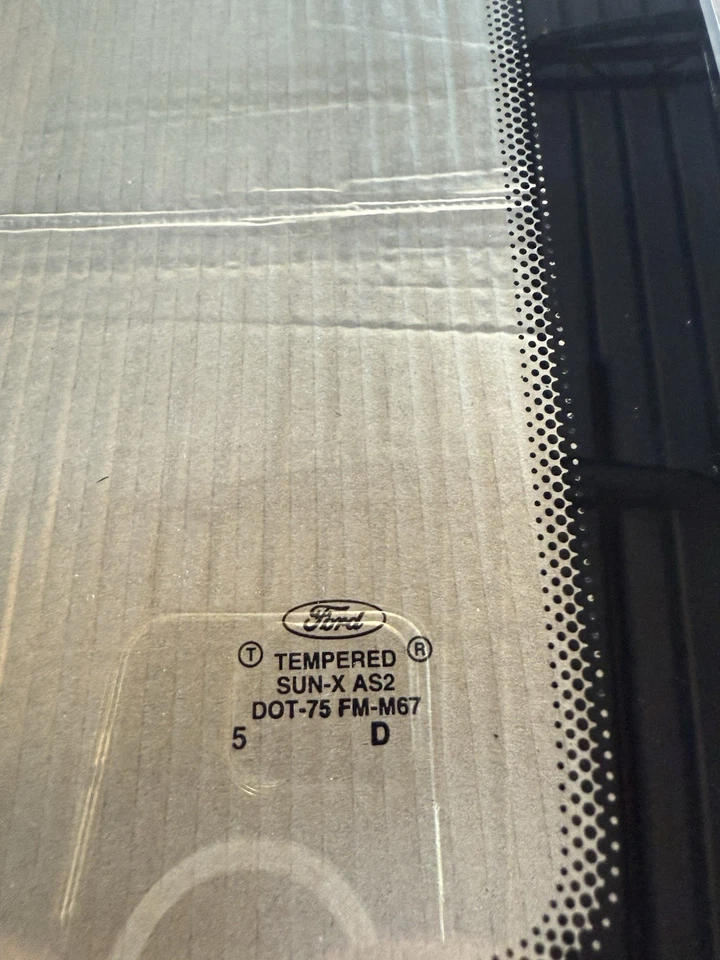 Ford
T TEMPERED R
SUN-X AS2
DOT-75 FM-M67
5 D